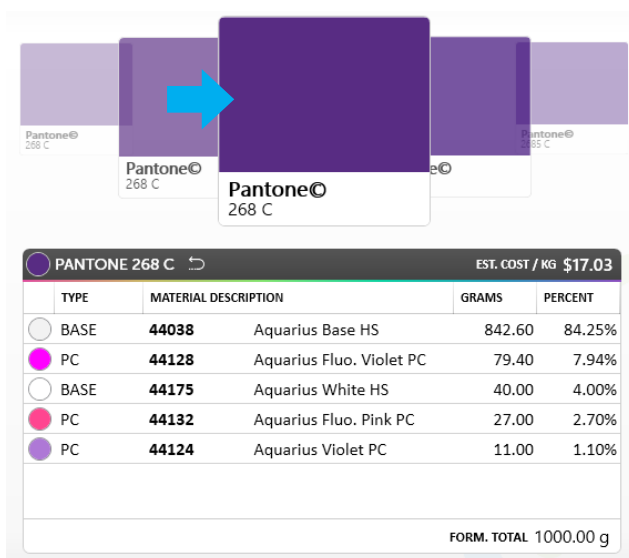 Pantone©
268 C
Pantone©
268 C
Pantone©
268 C
e©
Pantone©
2685 C
PANTONE 268 C EST. COST / KG $17.03
TYPE MATERIAL DESCRIPTION GRAMS PERCENT
BASE 44038 Aquarius Base HS 842.60 84.25%
PC 44128 Aquarius Fluo. Violet PC 79.40 7.94%
BASE 44175 Aquarius White HS 40.00 4.00%
PC 44132 Aquarius Fluo. Pink PC 27.00 2.70%
PC 44124 Aquarius Violet PC 11.00 1.10%
FORM. TOTAL 1000.00 g